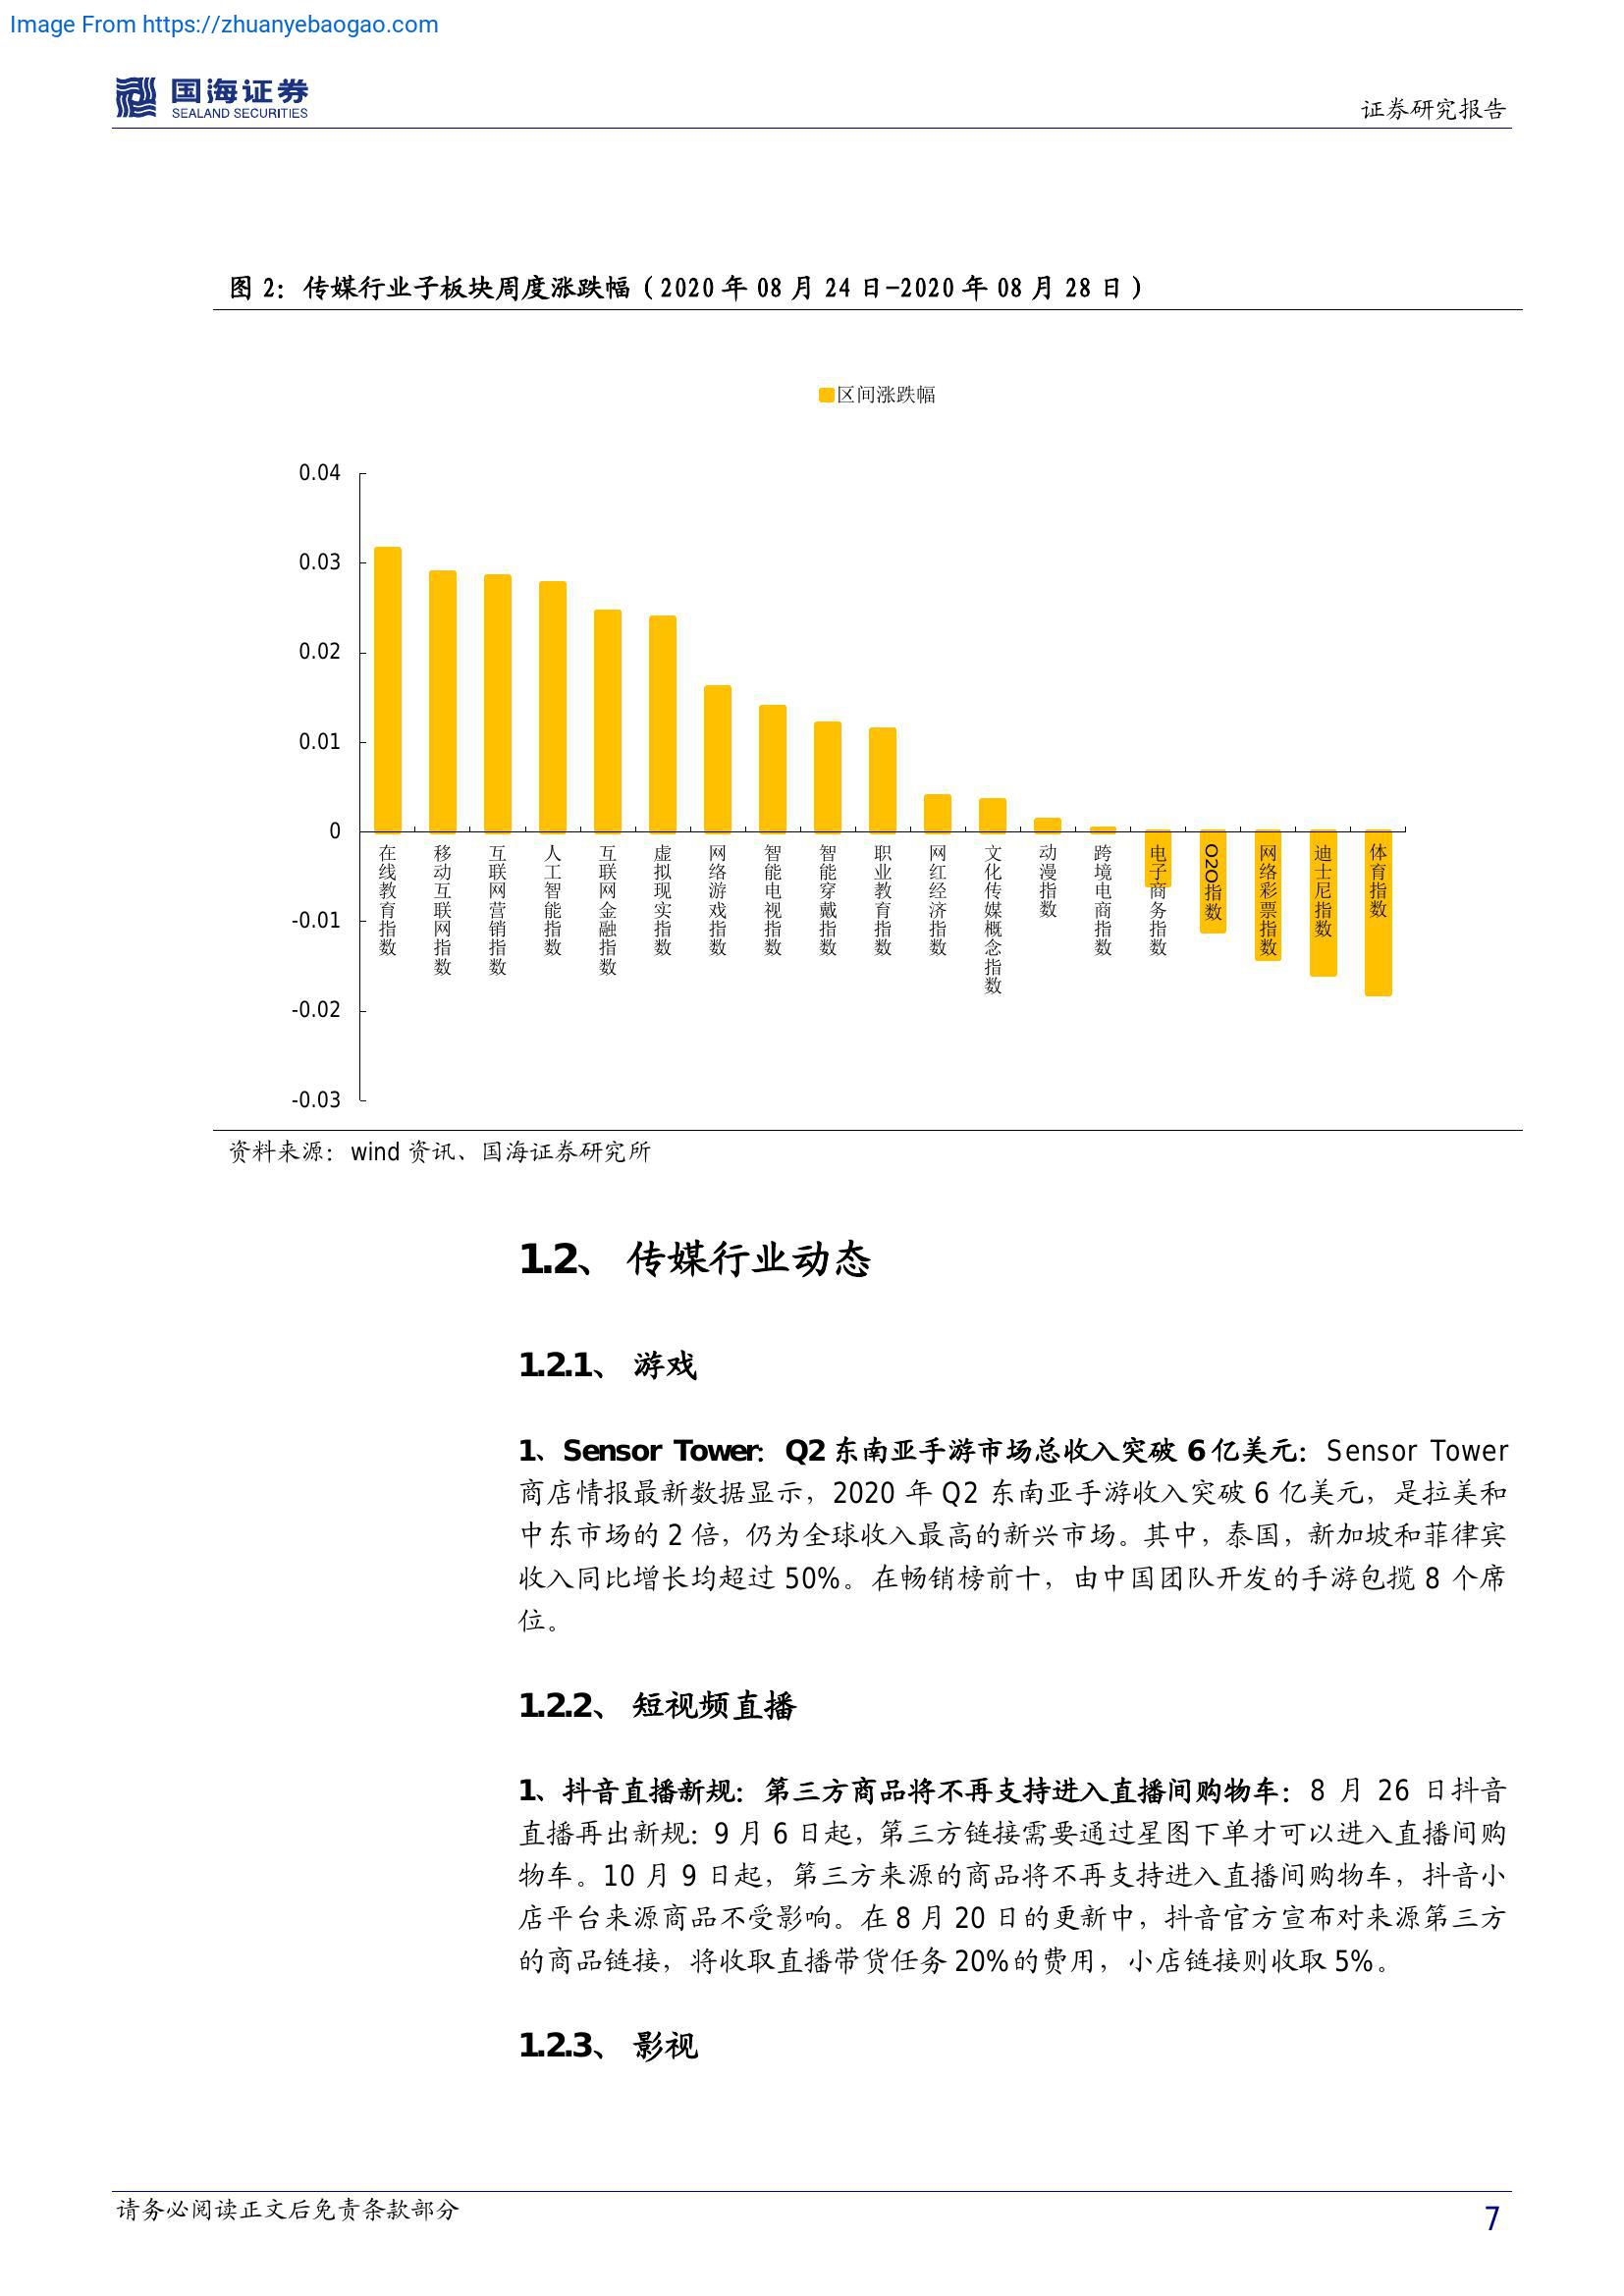 Image From https://zhuanyebaogao.com
国海证券
SEALAND SECURITIES
证券研究报告
图 2：传媒行业子板块周度涨跌幅（2020 年 08 月 24 日-2020 年 08 月 28 日）
区间涨跌幅
0.04
0.03
0.02
0.01
0
-0.01
-0.02
-0.03
在线教育指数
移动互联网指数
互联网营销指数
人工智能指数
互联网金融指数
虚拟现实指数
网络游戏指数
智能电视指数
智能穿戴指数
职业教育指数
网红经济指数
文化传媒概念指数
动漫指数
跨境电商指数
电子商务指数
O2O指数
网络彩票指数
迪士尼指数
体育指数
资料来源：wind 资讯、国海证券研究所
1.2、 传媒行业动态
1.2.1、 游戏
1、Sensor Tower：Q2 东南亚手游市场总收入突破 6 亿美元：Sensor Tower
商店情报最新数据显示，2020 年 Q2 东南亚手游收入突破 6 亿美元，是拉美和
中东市场的 2 倍，仍为全球收入最高的新兴市场。其中，泰国，新加坡和菲律宾
收入同比增长均超过 50%。在畅销榜前十，由中国团队开发的手游包揽 8 个席
位。
1.2.2、 短视频直播
1、抖音直播新规：第三方商品将不再支持进入直播间购物车：8 月 26 日抖音
直播再出新规：9 月 6 日起，第三方链接需要通过星图下单才可以进入直播间购
物车。10 月 9 日起，第三方来源的商品将不再支持进入直播间购物车，抖音小
店平台来源商品不受影响。在 8 月 20 日的更新中，抖音官方宣布对来源第三方
的商品链接，将收取直播带货任务 20%的费用，小店链接则收取 5%。
1.2.3、 影视
请务必阅读正文后免责条款部分
7